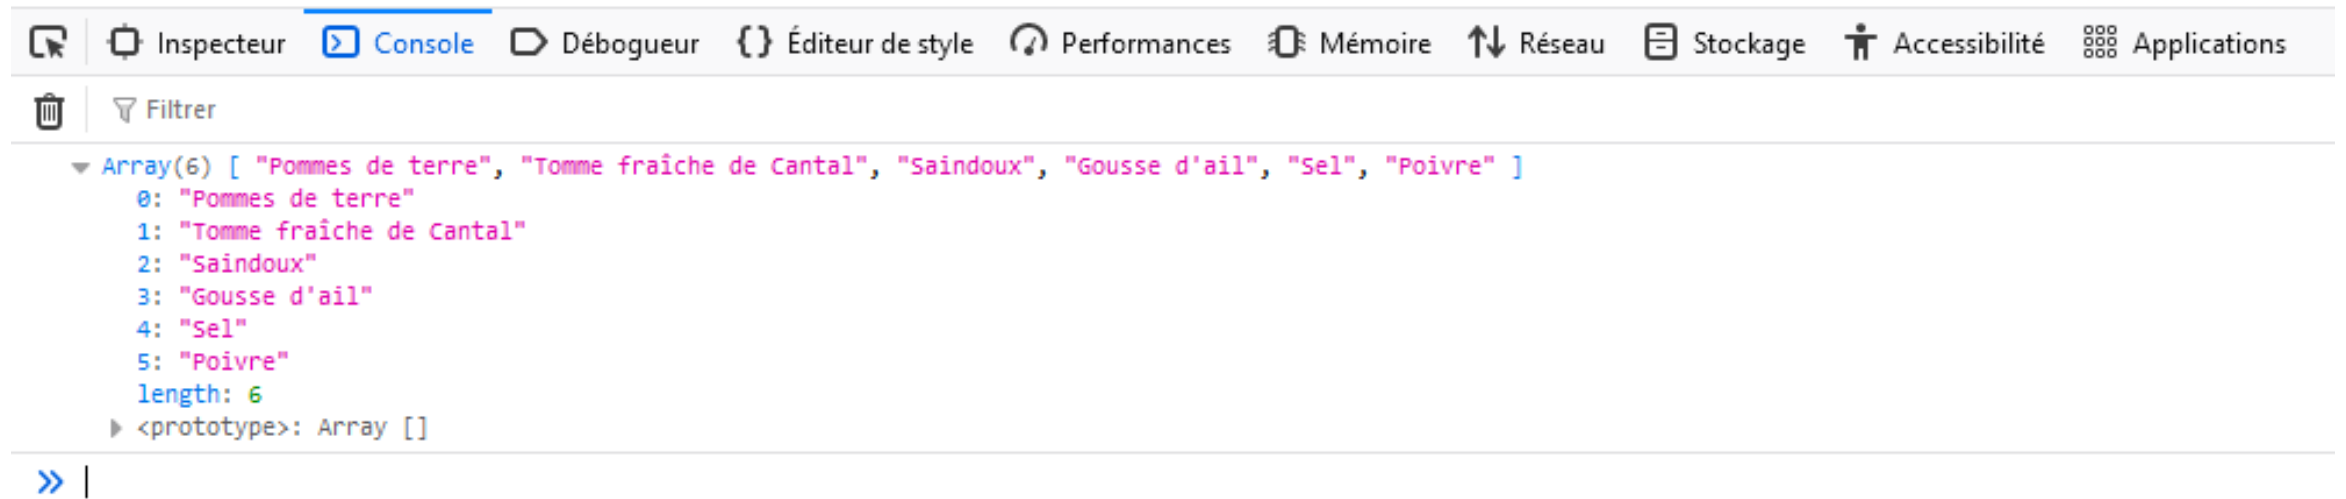 Inspecteur Console Débogueur Éditeur de style Performances Mémoire Réseau Stockage Accessibilité Applications
Filtrer
Array(6) [ "Pommes de terre", "Tomme fraîche de Cantal", "Saindoux", "Gousse d'ail", "Sel", "Poivre" ]
0: "Pommes de terre"
1: "Tomme fraîche de Cantal"
2: "Saindoux"
3: "Gousse d'ail"
4: "Sel"
5: "Poivre"
length: 6
<prototype>: Array []